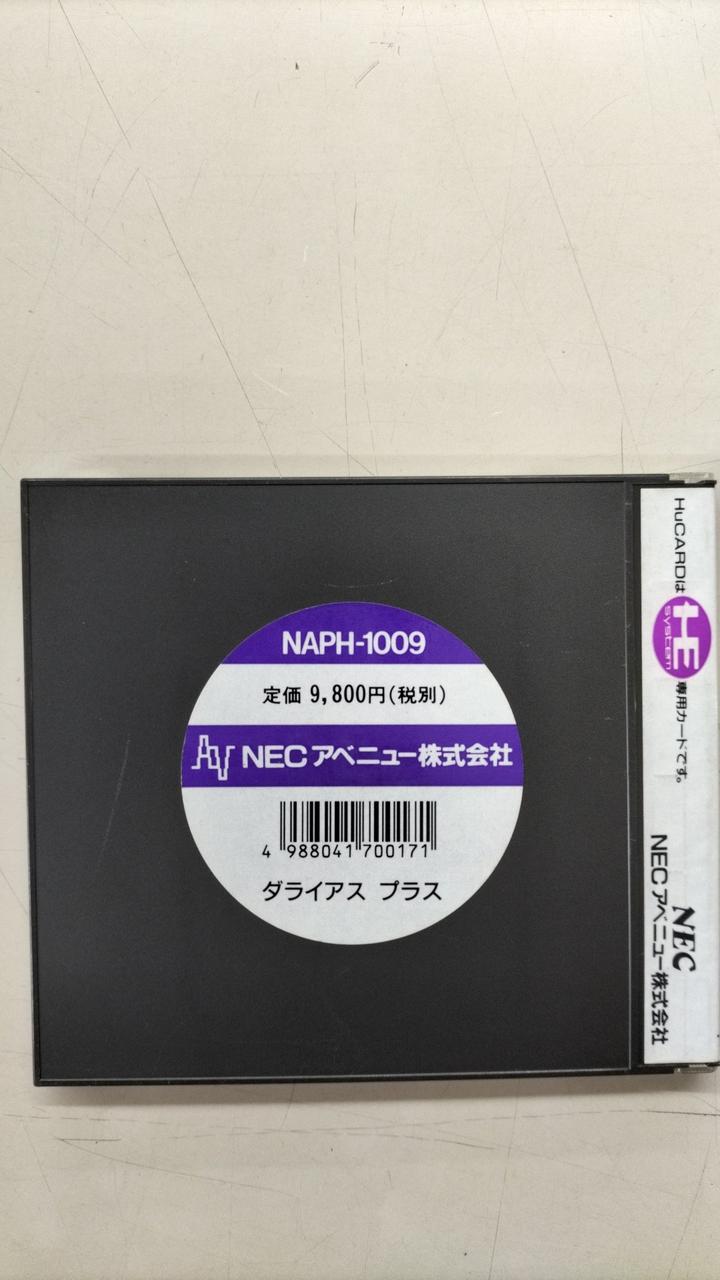 NAPH-1009
定価 9,800円(税別)
NECアベニュー株式会社
4 988041 700171
ダライアス プラス
HuCARDは HE system 専用カードです。
NEC
NECアベニュー株式会社